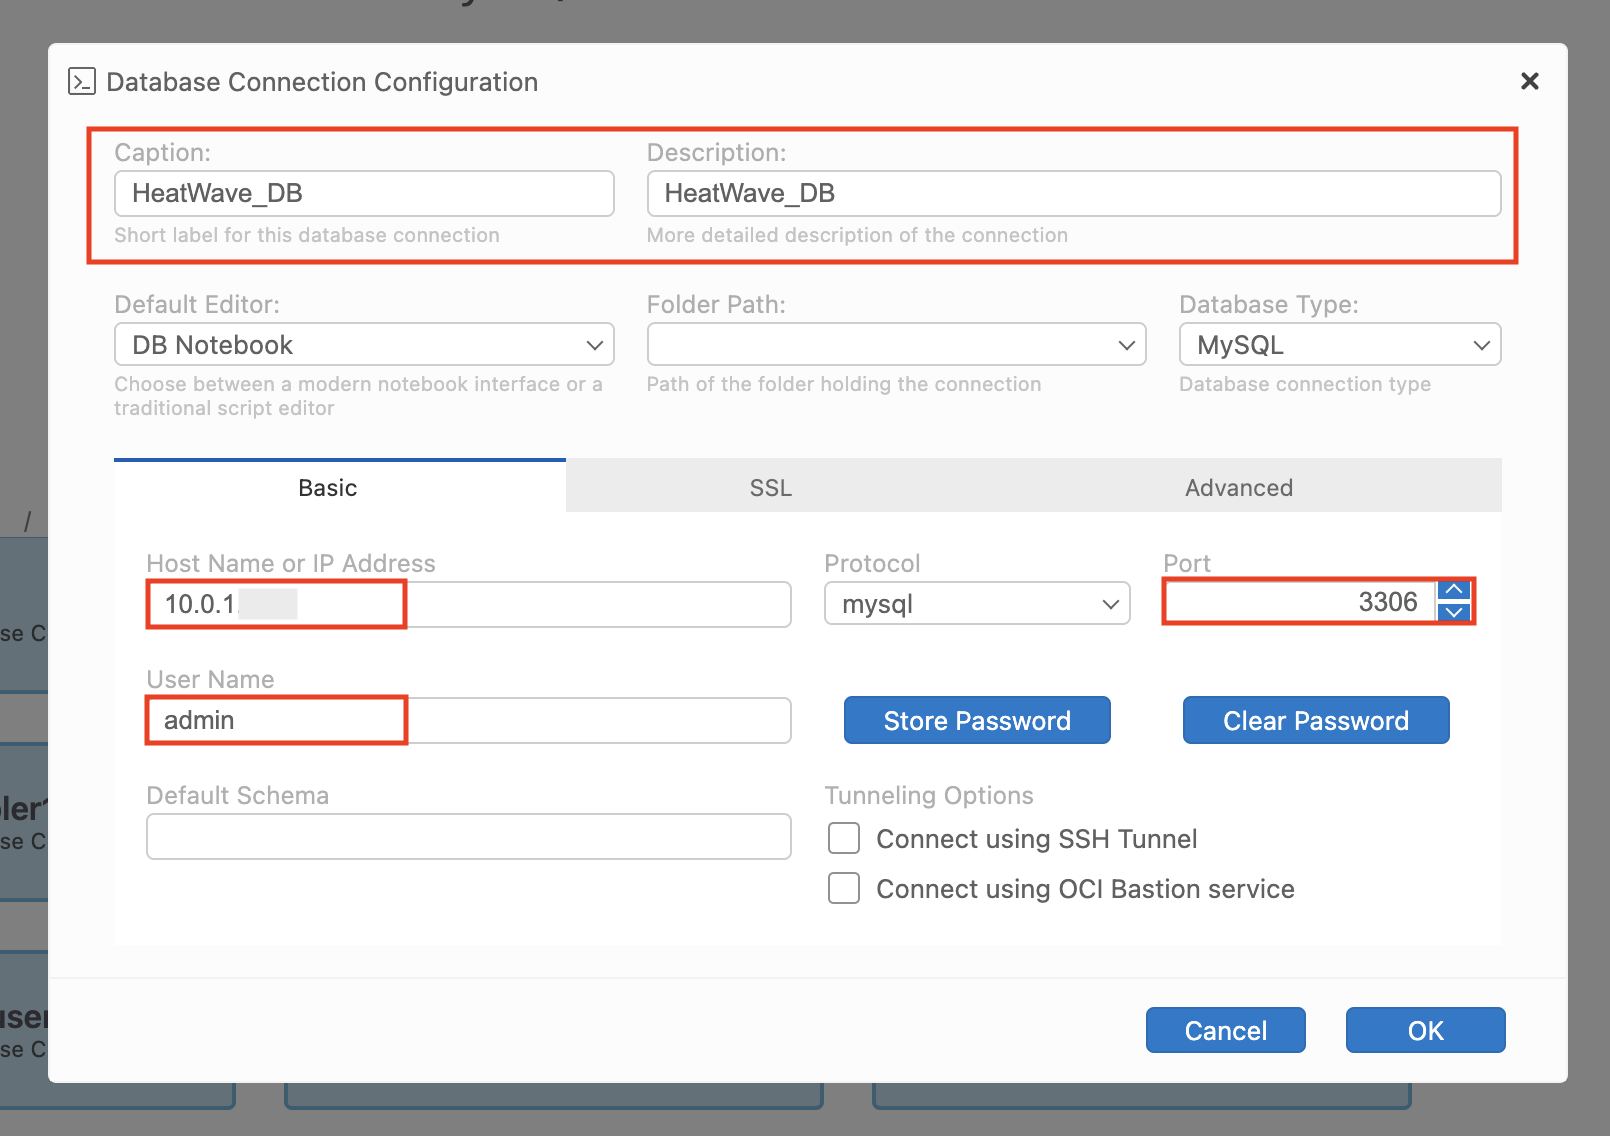 Database Connection Configuration
Caption:
Description:
HeatWave_DB
HeatWave_DB
Short label for this database connection
More detailed description of the connection
Default Editor:
Folder Path:
Database Type:
DB Notebook
MySQL
Choose between a modern notebook interface or a
traditional script editor
Path of the folder holding the connection
Database connection type
Basic
SSL
Advanced
/
Host Name or IP Address
Protocol
Port
10.0.1.
mysql
3306
se C
User Name
admin
Store Password
Clear Password
Default Schema
Tunneling Options
Connect using SSH Tunnel
se C
Connect using OCI Bastion service
se C
Cancel
OK